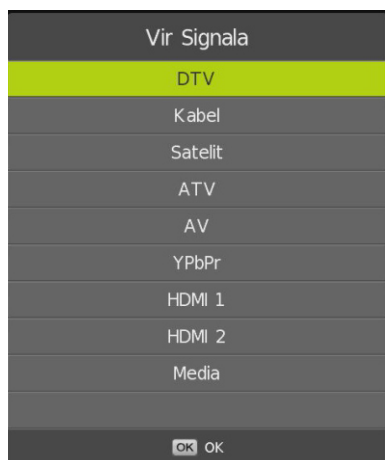 Vir Signala
DTV
Kabel
Satelit
ATV
AV
YPbPr
HDMI 1
HDMI 2
Media
OK OK